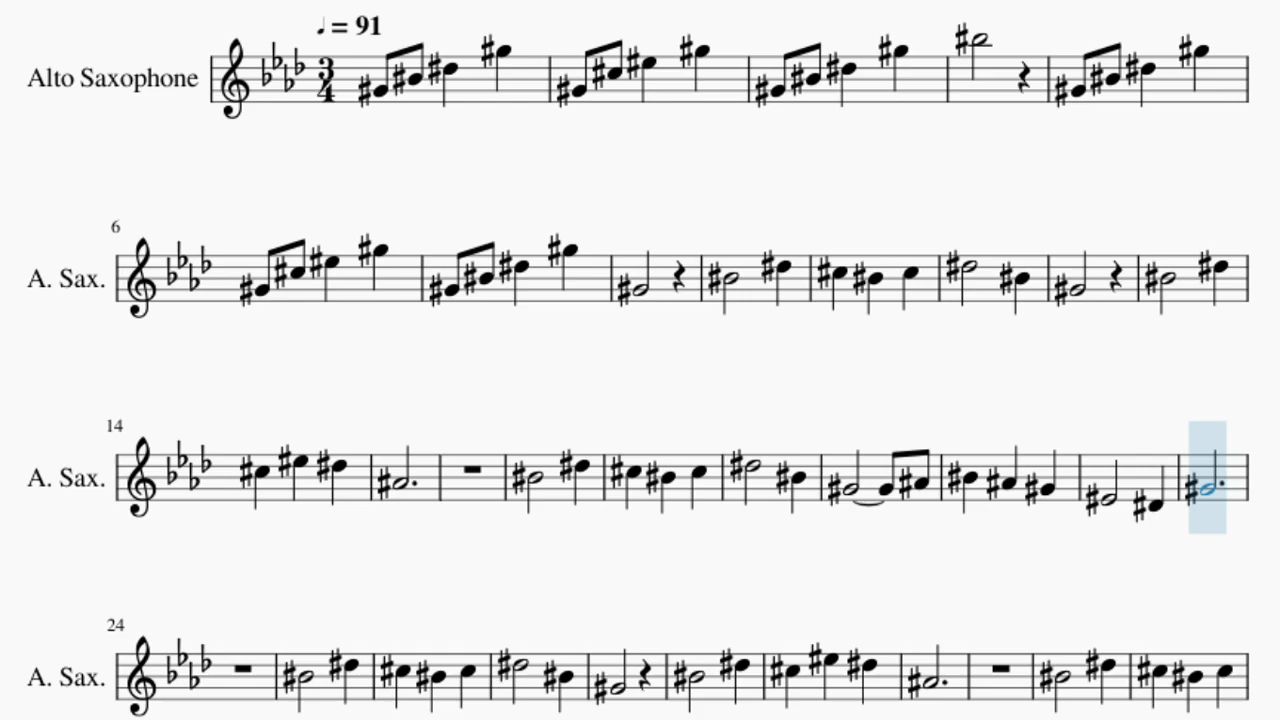 ♩ = 91
Alto Saxophone
3
4
6
A. Sax.
14
A. Sax.
24
A. Sax.